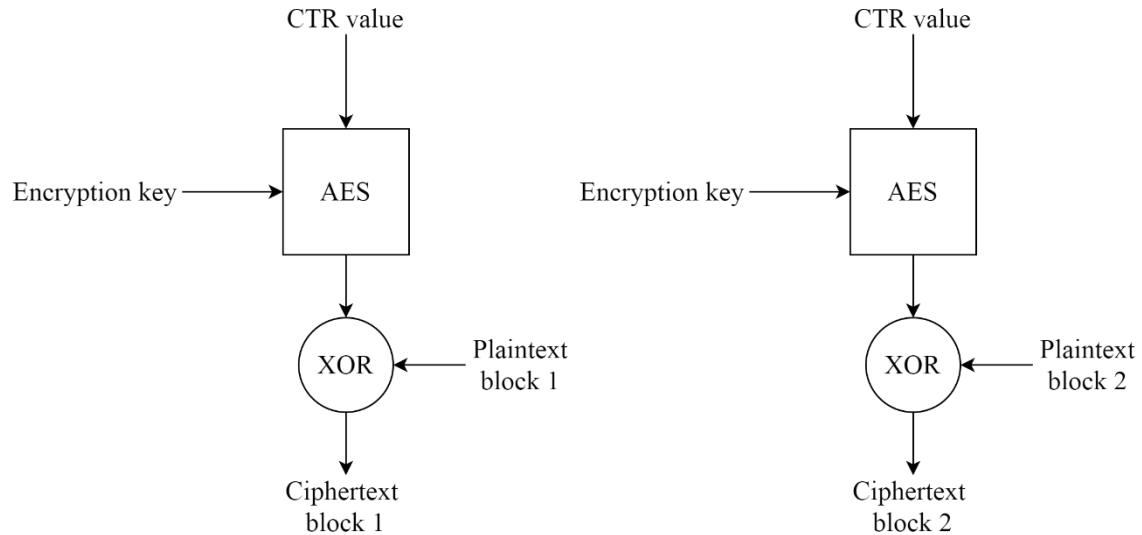 CTR value
CTR value
Encryption key
AES
Encryption key
AES
XOR
Plaintext
block 1
XOR
Plaintext
block 2
Ciphertext
block 1
Ciphertext
block 2